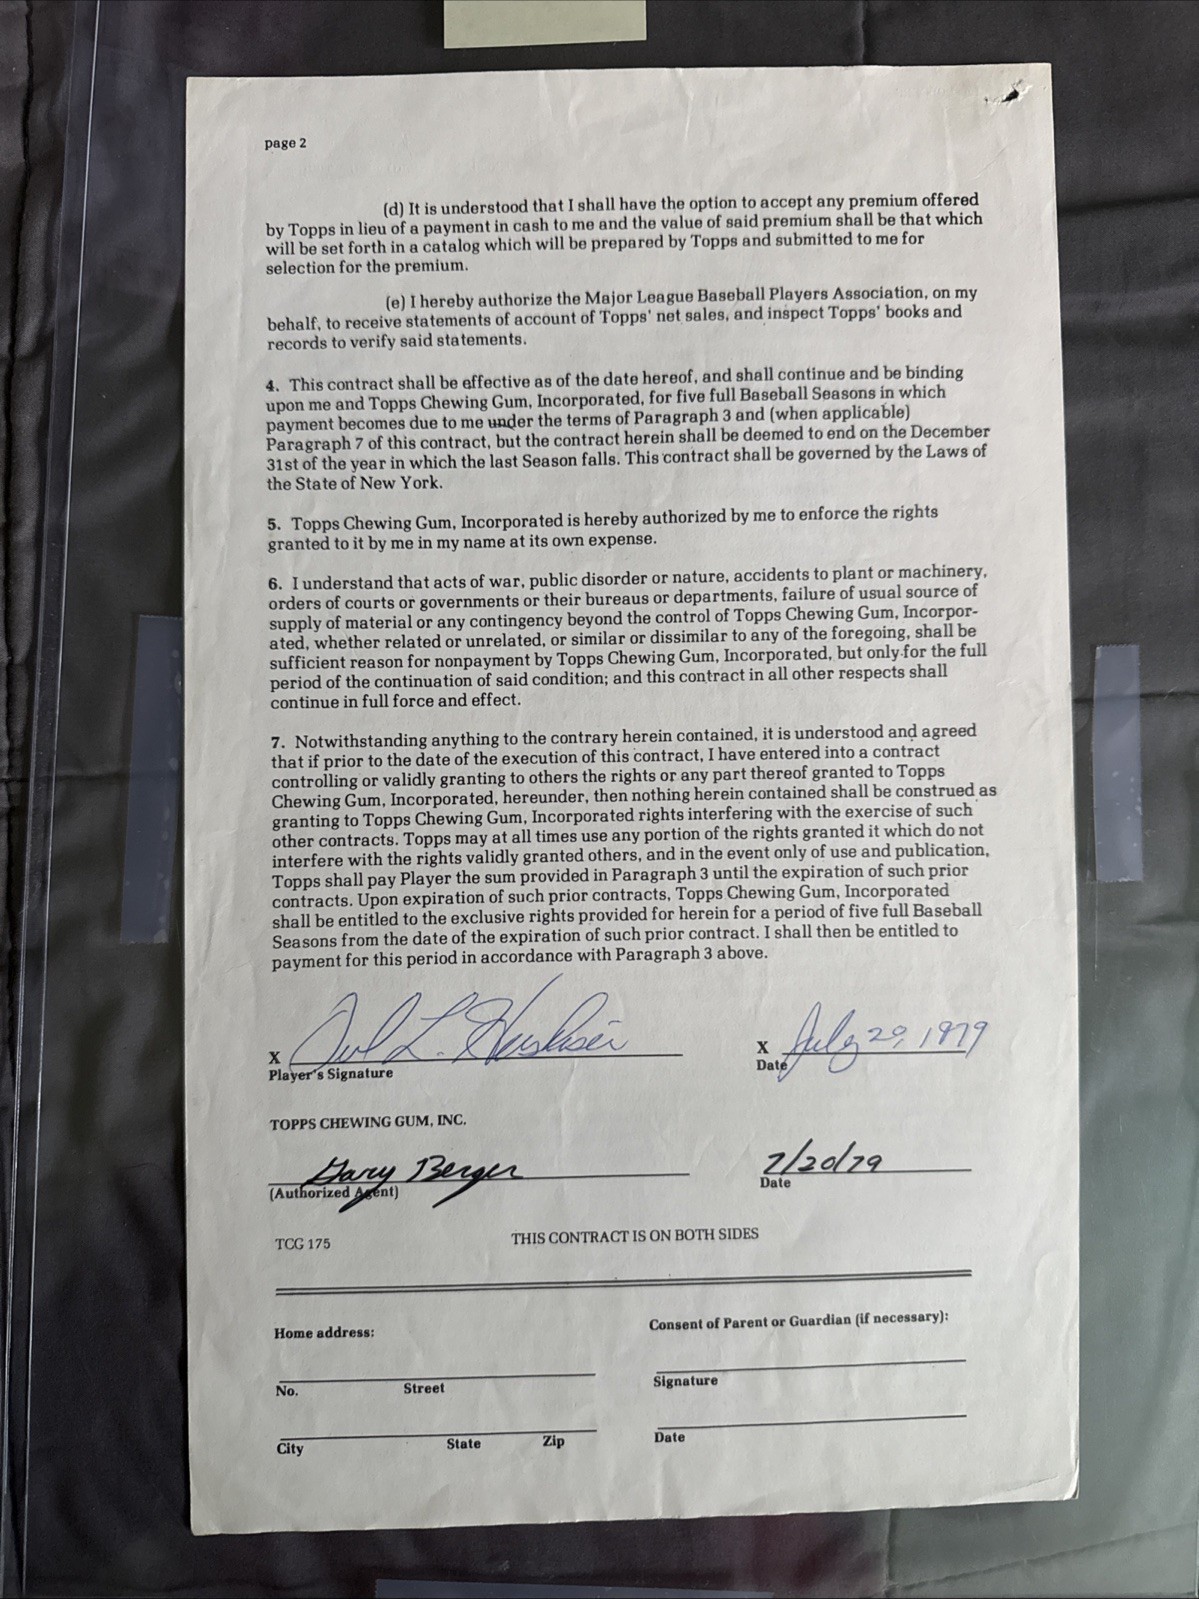 page 2
(d) It is understood that I shall have the option to accept any premium offered
by Topps in lieu of a payment in cash to me and the value of said premium shall be that which
will be set forth in a catalog which will be prepared by Topps and submitted to me for
selection for the premium.
(e) I hereby authorize the Major League Baseball Players Association, on my
behalf, to receive statements of account of Topps' net sales, and inspect Topps' books and
records to verify said statements.
4. This contract shall be effective as of the date hereof, and shall continue and be binding
upon me and Topps Chewing Gum, Incorporated, for five full Baseball Seasons in which
payment becomes due to me under the terms of Paragraph 3 and (when applicable)
Paragraph 7 of this contract, but the contract herein shall be deemed to end on the December
31st of the year in which the last Season falls. This contract shall be governed by the Laws of
the State of New York.
5. Topps Chewing Gum, Incorporated is hereby authorized by me to enforce the rights
granted to it by me in my name at its own expense.
6. I understand that acts of war, public disorder or nature, accidents to plant or machinery,
orders of courts or governments or their bureaus or departments, failure of usual source of
supply of material or any contingency beyond the control of Topps Chewing Gum, Incorpor-
ated, whether related or unrelated, or similar or dissimilar to any of the foregoing, shall be
sufficient reason for nonpayment by Topps Chewing Gum, Incorporated, but only for the full
period of the continuation of said condition; and this contract in all other respects shall
continue in full force and effect.
7. Notwithstanding anything to the contrary herein contained, it is understood and agreed
that if prior to the date of the execution of this contract, I have entered into a contract
controlling or validly granting to others the rights or any part thereof granted to Topps
Chewing Gum, Incorporated, hereunder, then nothing herein contained shall be construed as
granting to Topps Chewing Gum, Incorporated rights interfering with the exercise of such
other contracts. Topps may at all times use any portion of the rights granted it which do not
interfere with the rights validly granted others, and in the event only of use and publication,
Topps shall pay Player the sum provided in Paragraph 3 until the expiration of such prior
contracts. Upon expiration of such prior contracts, Topps Chewing Gum, Incorporated
shall be entitled to the exclusive rights provided for herein for a period of five full Baseball
Seasons from the date of the expiration of such prior contract. I shall then be entitled to
payment for this period in accordance with Paragraph 3 above.
X Orel L. Hershiser X July 20, 1979
Player's Signature Date
TOPPS CHEWING GUM, INC.
Gary Berger 7/20/79
(Authorized Agent) Date
TCG 175 THIS CONTRACT IS ON BOTH SIDES
Home address: Consent of Parent or Guardian (if necessary):
No. Street Signature
City State Zip Date